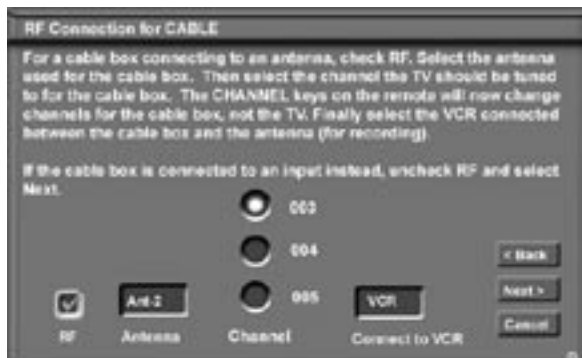 RF Connection for CABLE
For a cable box connecting to an antenna, check RF. Select the antenna
used for the cable box. Then select the channel the TV should be tuned
to for the cable box. The CHANNEL keys on the remote will now change
channels for the cable box, not the TV. Finally select the VCR connected
between the cable box and the antenna (for recording).
If the cable box is connected to an input instead, uncheck RF and select
Next.
003
004
< Back
Ant-2
005
VCR
Next >
RF
Antenna
Channel
Connect to VCR
Cancel